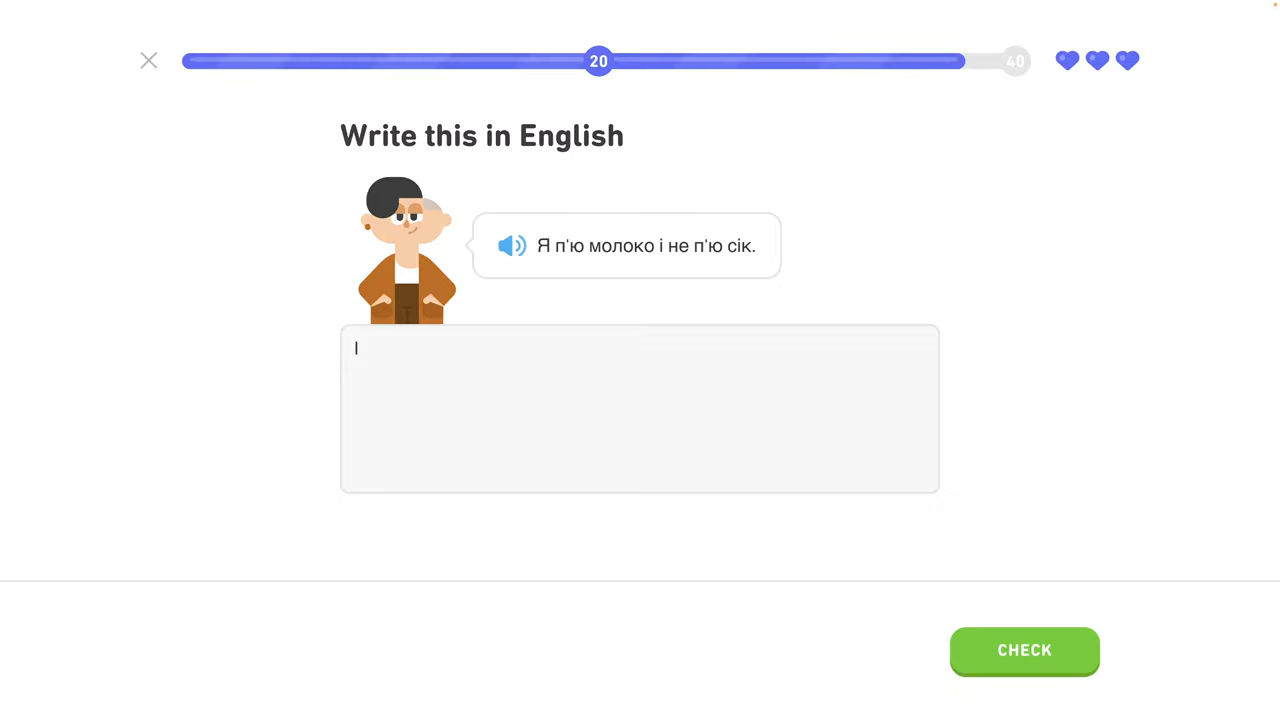 20
40
Write this in English
Я п'ю молоко і не п'ю сік.
I
CHECK